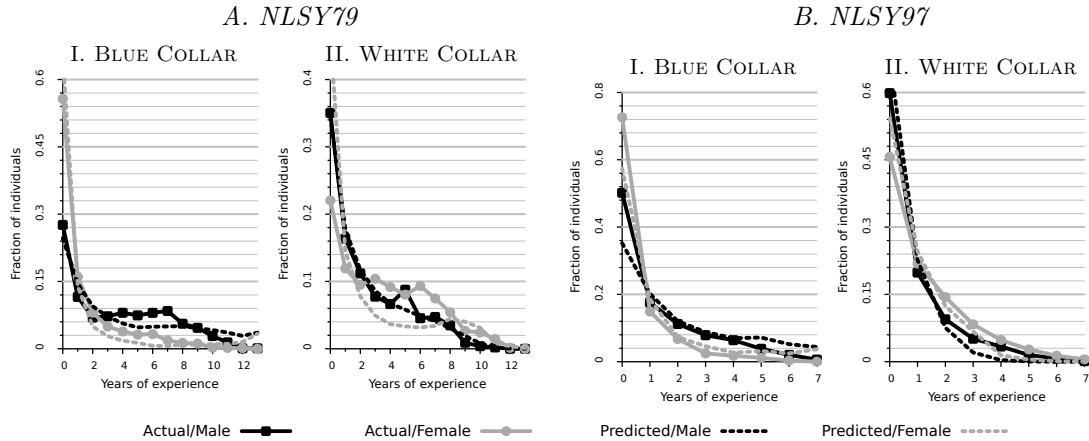 A. NLSY79
B. NLSY97
I. BLUE COLLAR
II. WHITE COLLAR
I. BLUE COLLAR
II. WHITE COLLAR
Fraction of individuals
0.6
0.45
0.3
0.15
0
0 2 4 6 8 10 12
Years of experience
Fraction of individuals
0.4
0.3
0.2
0.1
0
0 2 4 6 8 10 12
Years of experience
Fraction of individuals
0.8
0.6
0.4
0.2
0
0 1 2 3 4 5 6 7
Years of experience
Fraction of individuals
0.6
0.45
0.3
0.15
0
0 1 2 3 4 5 6 7
Years of experience
Actual/Male Actual/Female Predicted/Male Predicted/Female